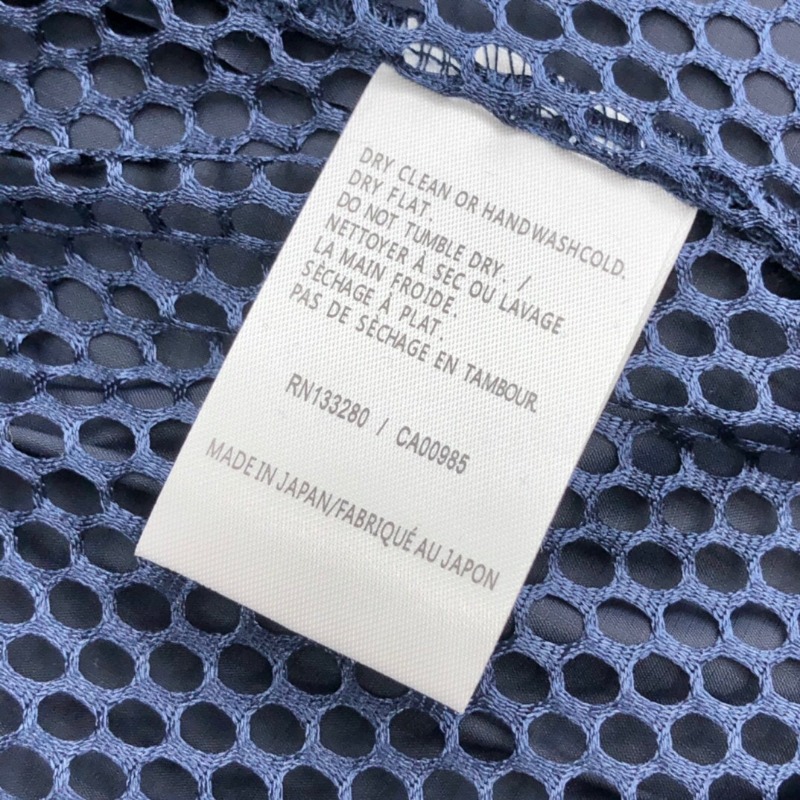 DRY CLEAN OR HANDWASHCOLD.
DRY FLAT.
DO NOT TUMBLE DRY. /
NETTOYER À SEC OU LAVAGE
LA MAIN FROIDE.
SÉCHAGE À PLAT.
PAS DE SÉCHAGE EN TAMBOUR.
RN133280 / CA00985
MADE IN JAPAN/FABRIQUÉ AU JAPON